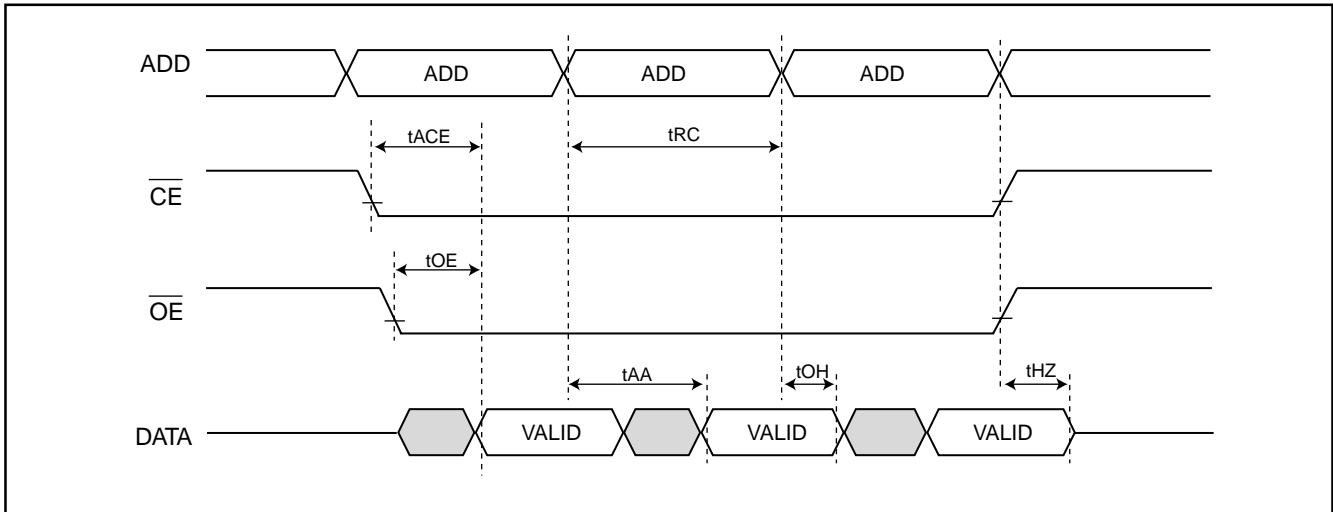 ADD ADD ADD ADD
tACE tRC
CE
tOE
OE
tAA tOH tHZ
DATA VALID VALID VALID